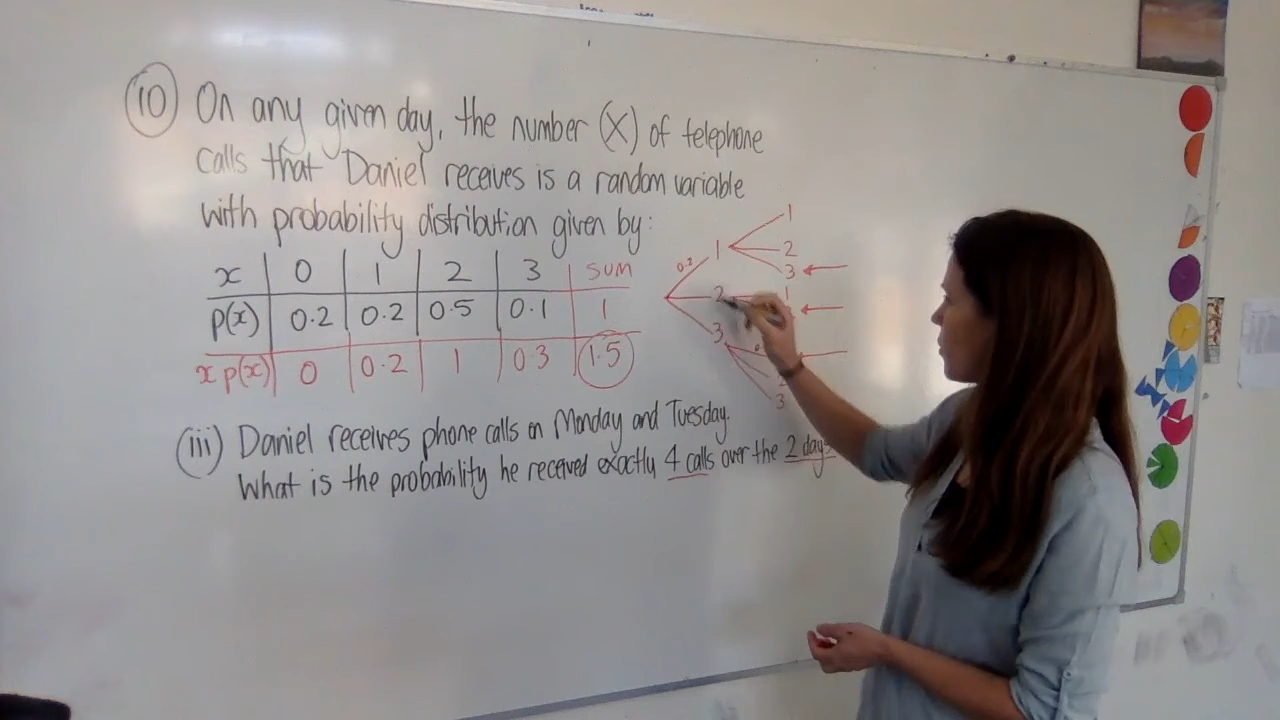 10 On any given day, the number (X) of telephone
calls that Daniel receives is a random variable
with probability distribution given by:
x 0 1 2 3 SUM
p(x) 0.2 0.2 0.5 0.1 1
x p(x) 0 0.2 1 0.3 1.5
(iii) Daniel receives phone calls on Monday and Tuesday.
What is the probability he received exactly 4 calls over the 2 days
0.2
1
2
3
1
2
3
1
3